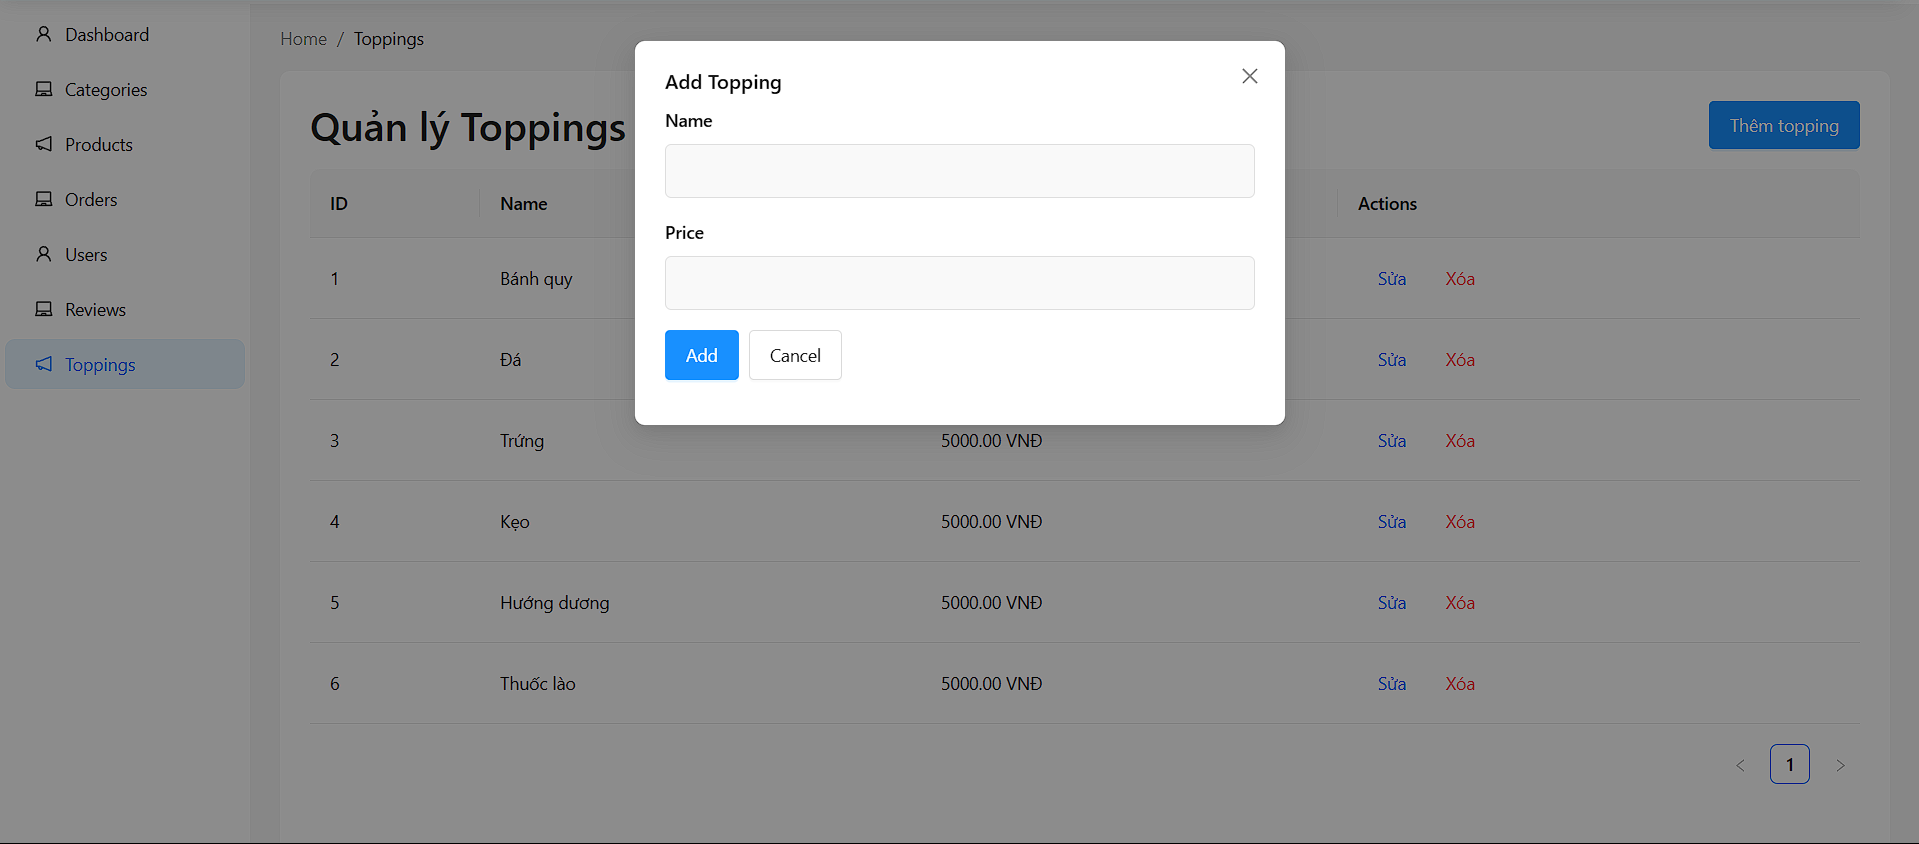 Dashboard
Categories
Products
Orders
Users
Reviews
Toppings
Home / Toppings
Quản lý Toppings
Thêm topping
ID Name Actions
1 Bánh quy Sửa Xóa
2 Đá Sửa Xóa
3 Trứng 5000.00 VNĐ Sửa Xóa
4 Kẹo 5000.00 VNĐ Sửa Xóa
5 Hướng dương 5000.00 VNĐ Sửa Xóa
6 Thuốc lào 5000.00 VNĐ Sửa Xóa
< 1 >
Add Topping
Name
Price
Add Cancel